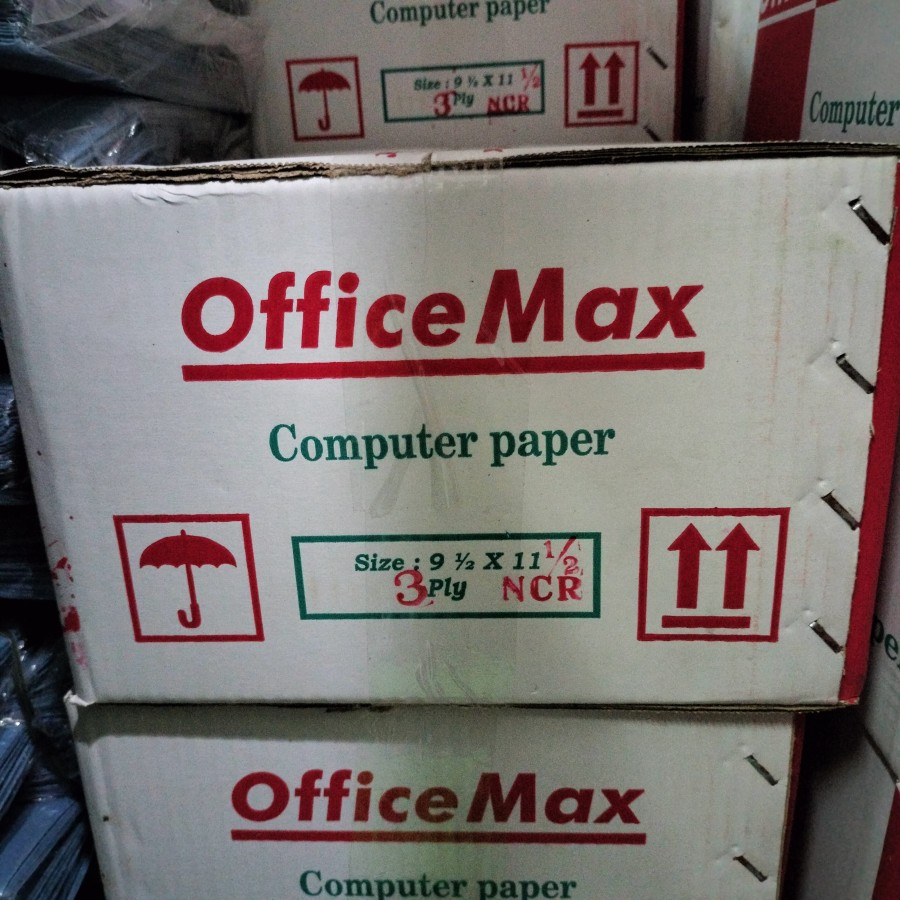 Computer paper
Size : 9 ½ X 11 ½
3 Ply NCR
Computer
OfficeMax
Computer paper
Size : 9 ½ X 11 ½
3 Ply NCR
OfficeMax
Computer paper